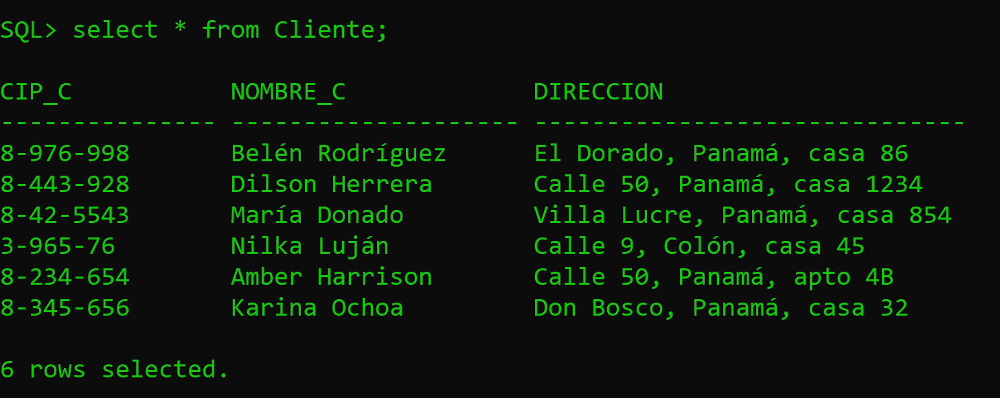 SQL> select * from Cliente;
CIP_C           NOMBRE_C             DIRECCION
--------------- -------------------- ------------------------------
8-976-998       Belén Rodríguez      El Dorado, Panamá, casa 86
8-443-928       Dilson Herrera       Calle 50, Panamá, casa 1234
8-42-5543       María Donado         Villa Lucre, Panamá, casa 854
3-965-76        Nilka Luján          Calle 9, Colón, casa 45
8-234-654       Amber Harrison       Calle 50, Panamá, apto 4B
8-345-656       Karina Ochoa         Don Bosco, Panamá, casa 32
6 rows selected.